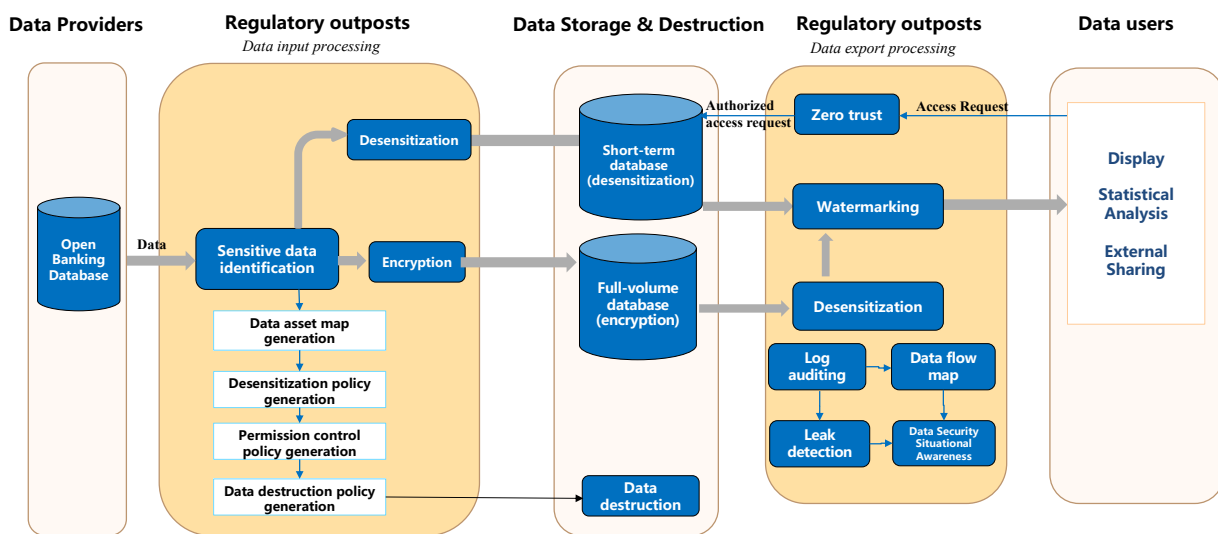 Data Providers
Regulatory outposts
Data input processing
Data Storage & Destruction
Regulatory outposts
Data export processing
Data users
Open
Banking
Database
Data
Sensitive data
identification
Desensitization
Encryption
Data asset map
generation
Desensitization policy
generation
Permission control
policy generation
Data destruction policy
generation
Short-term
database
(desensitization)
Full-volume
database
(encryption)
Data
destruction
Authorized
access request
Zero trust
Access Request
Watermarking
Desensitization
Log
auditing
Data flow
map
Leak
detection
Data Security
Situational
Awareness
Display
Statistical
Analysis
External
Sharing